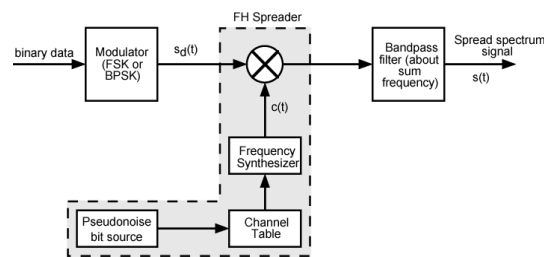 FH Spreader
binary data
Modulator
(FSK or
BPSK)
s_d(t)
c(t)
Bandpass
filter (about
sum
frequency)
Spread spectrum
signal
s(t)
Frequency
Synthesizer
Pseudonoise
bit source
Channel
Table